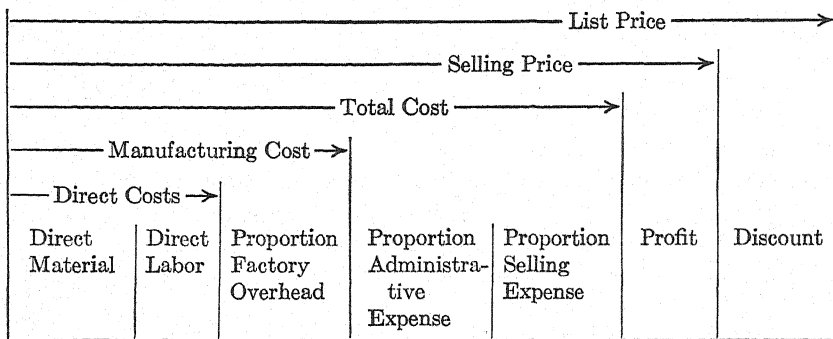 List Price
Selling Price
Total Cost
Manufacturing Cost
Direct Costs
Direct
Material
Direct
Labor
Proportion
Factory
Overhead
Proportion
Administra-
tive
Expense
Proportion
Selling
Expense
Profit
Discount